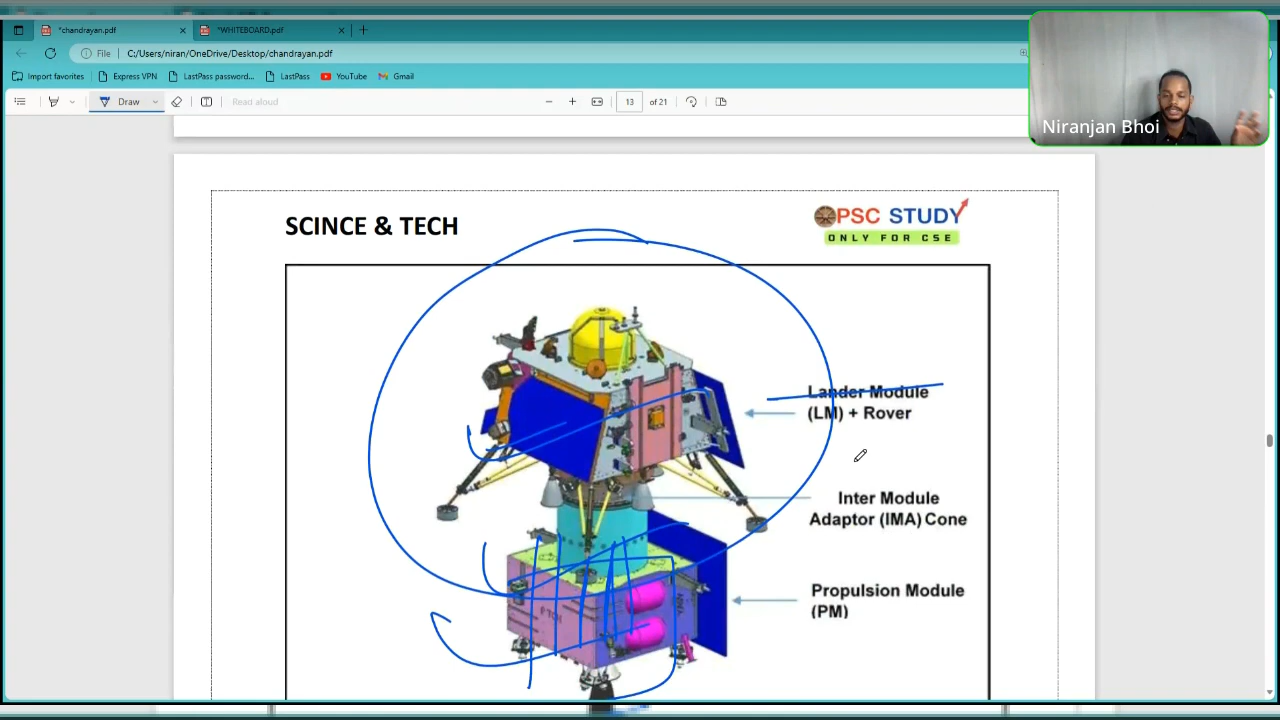 *chandrayan.pdf
*WHITEBOARD.pdf
File
C:/Users/niran/OneDrive/Desktop/chandrayan.pdf
Import favorites
Express VPN
LastPass password...
LastPass
YouTube
Gmail
Draw
Read aloud
13 of 21
Niranjan Bhoi
SCINCE & TECH
PSC STUDY
ONLY FOR CSE
Lander Module
(LM) + Rover
Inter Module
Adaptor (IMA) Cone
Propulsion Module
(PM)